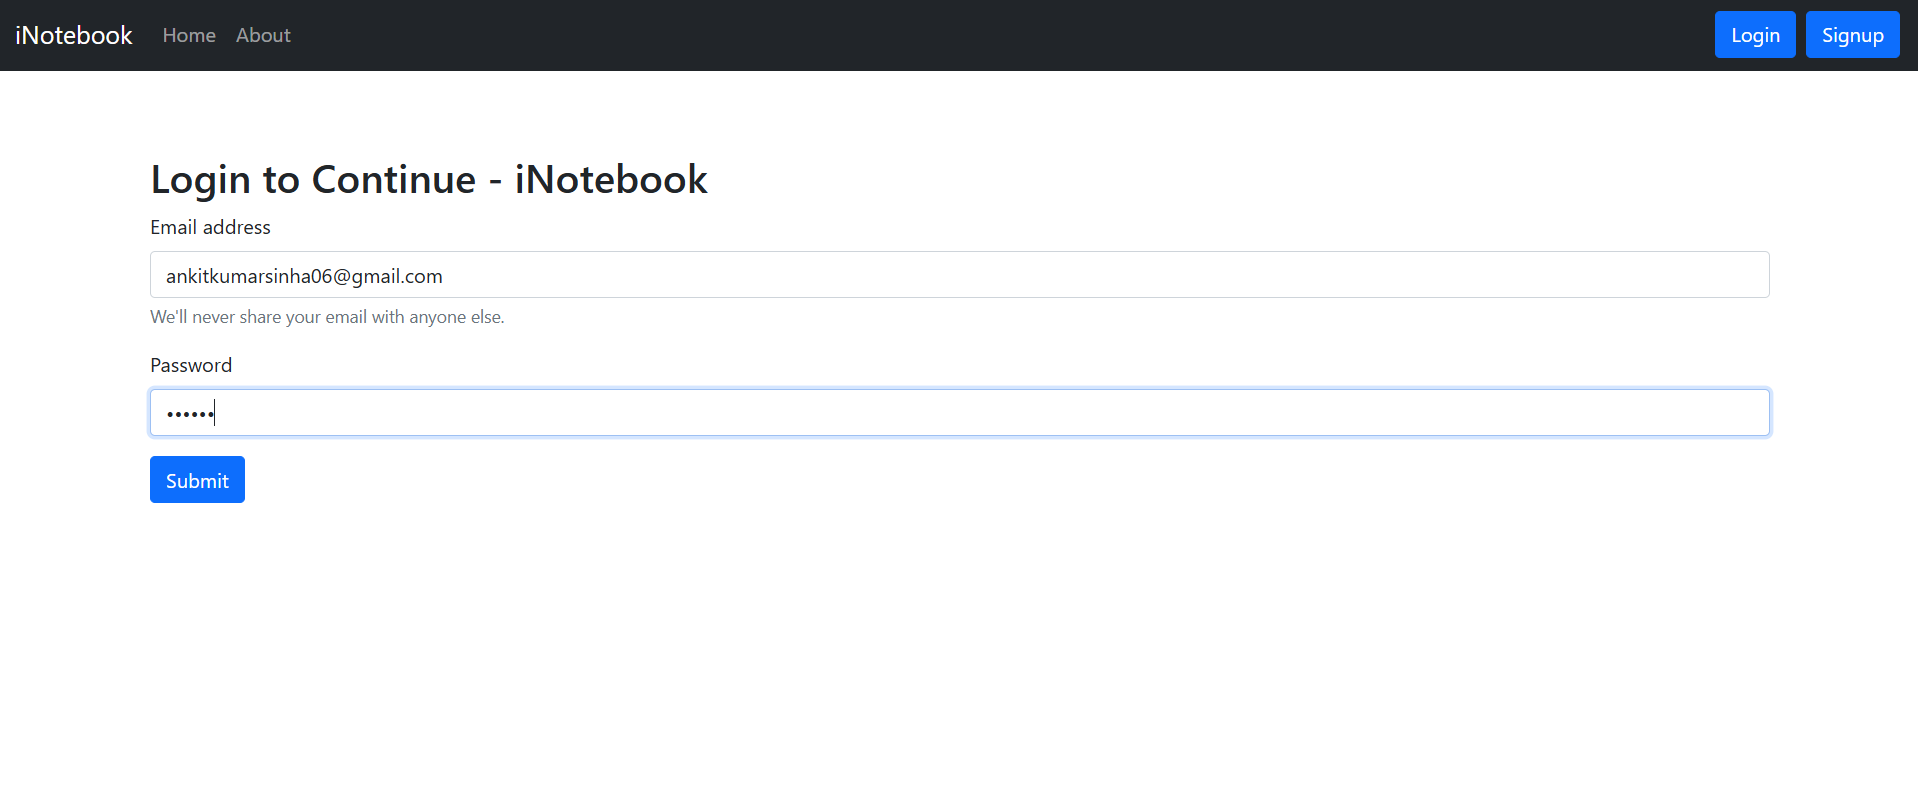 iNotebook Home About Login Signup
Login to Continue - iNotebook
Email address
ankitkumarsinha06@gmail.com
We'll never share your email with anyone else.
Password
••••••
Submit